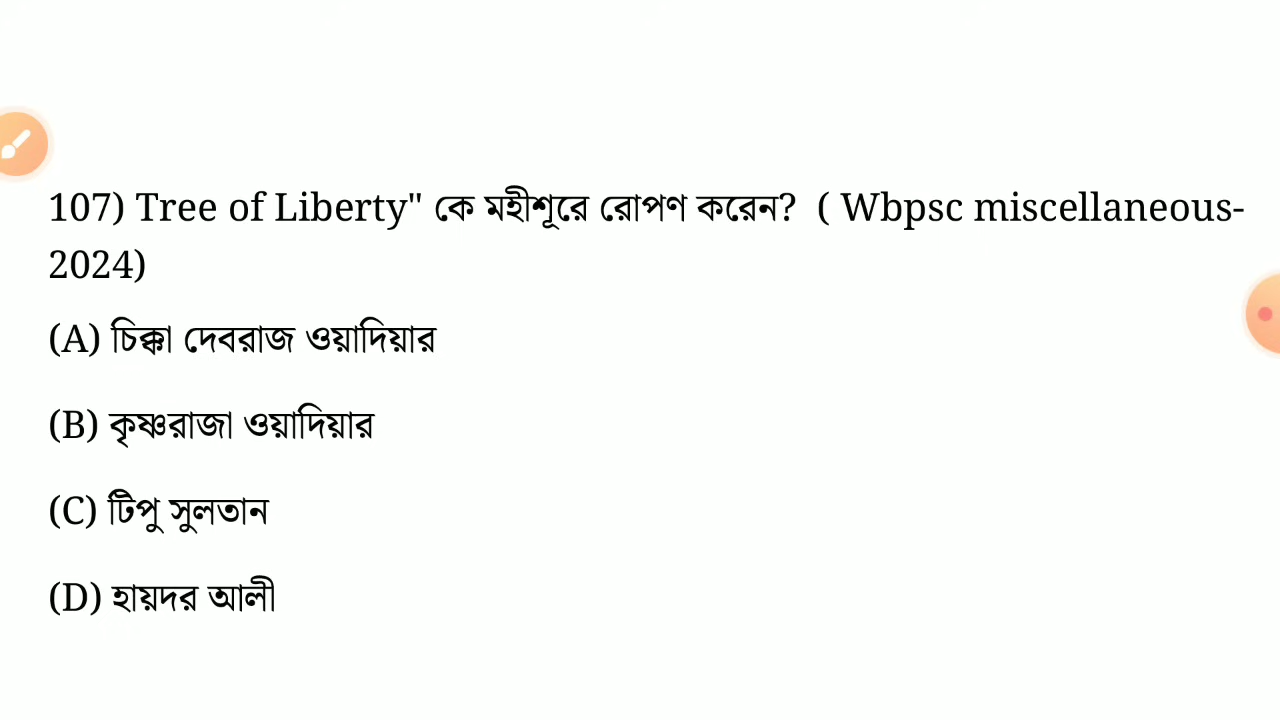 107) Tree of Liberty" কে মহীশূরে রোপণ করেন? ( Wbpsc miscellaneous-
2024)
(A) চিক্কা দেবরাজ ওয়াদিয়ার
(B) কৃষ্ণরাজা ওয়াদিয়ার
(C) টিপু সুলতান
(D) হায়দর আলী